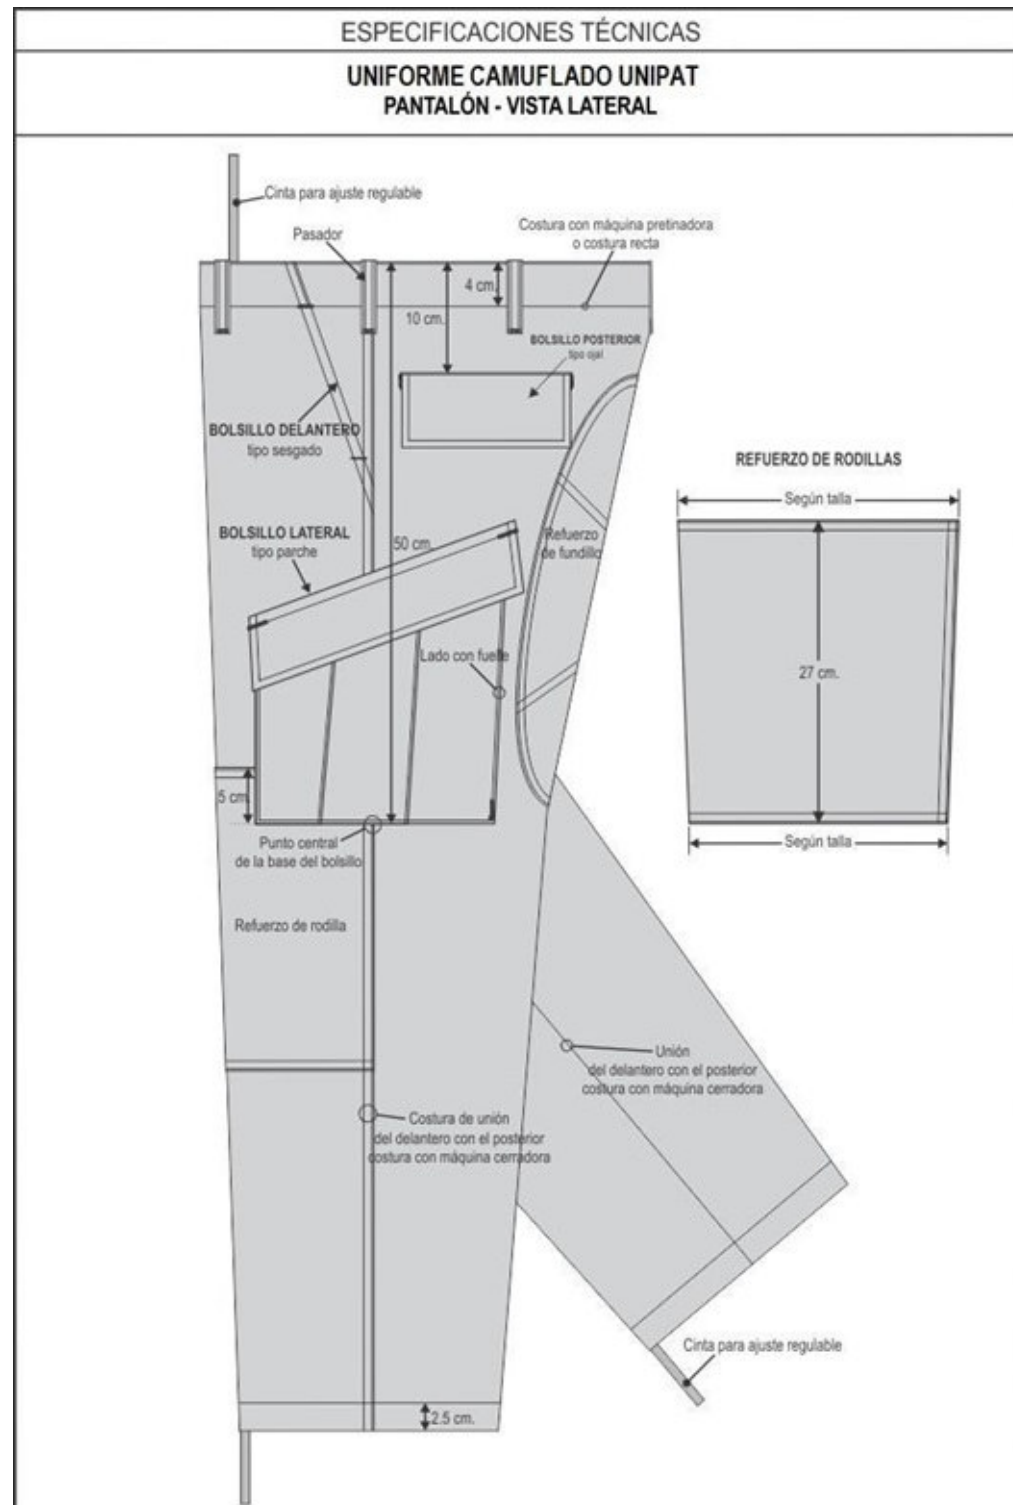 ESPECIFICACIONES TÉCNICAS
UNIFORME CAMUFLADO UNIPAT
PANTALÓN - VISTA LATERAL
Cinta para ajuste regulable
Pasador
Costura con máquina pretinadora
o costura recta
4 cm.
10 cm.
BOLSILLO POSTERIOR
tipo ojal
BOLSILLO DELANTERO
tipo sesgado
REFUERZO DE RODILLAS
Según talla
BOLSILLO LATERAL
tipo parche
50 cm.
Refuerzo
de fundillo
Lado con fuelle
27 cm.
5 cm.
Punto central
de la base del bolsillo
Según talla
Refuerzo de rodilla
Unión
del delantero con el posterior
costura con máquina cerradora
Costura de unión
del delantero con el posterior
costura con máquina cerradora
Cinta para ajuste regulable
2.5 cm.